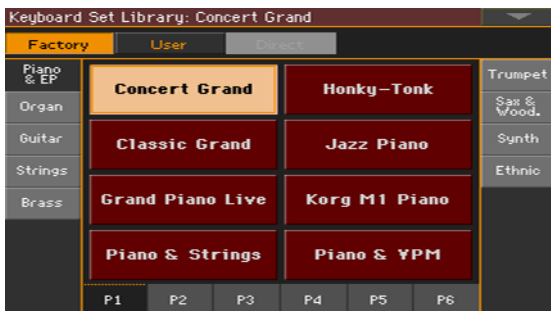 Keyboard Set Library: Concert Grand
Factory User Direct
Piano
& EP
Organ
Guitar
Strings
Brass
Concert Grand
Honky-Tonk
Classic Grand
Jazz Piano
Grand Piano Live
Korg M1 Piano
Piano & Strings
Piano & ¥PM
Trumpet
Sax &
Wood.
Synth
Ethnic
P1 P2 P3 P4 P5 P6